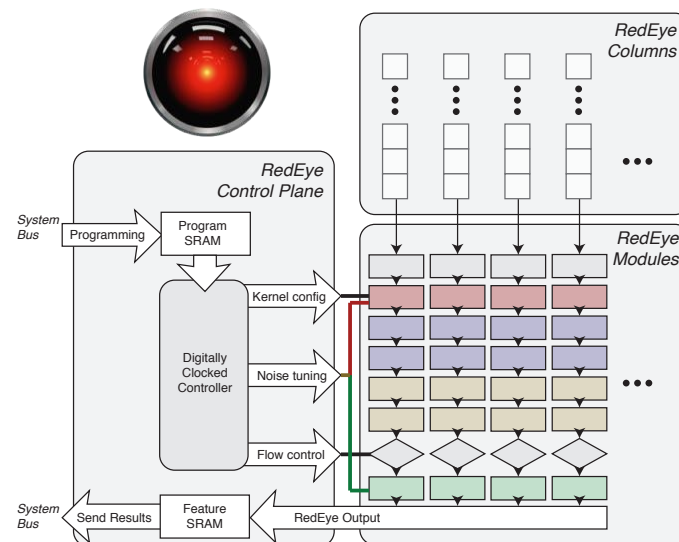 RedEye
Columns
RedEye
Control Plane
System
Bus
Programming
Program
SRAM
RedEye
Modules
Kernel config
Digitally
Clocked
Controller
Noise tuning
Flow control
System
Bus
Send Results
Feature
SRAM
RedEye Output